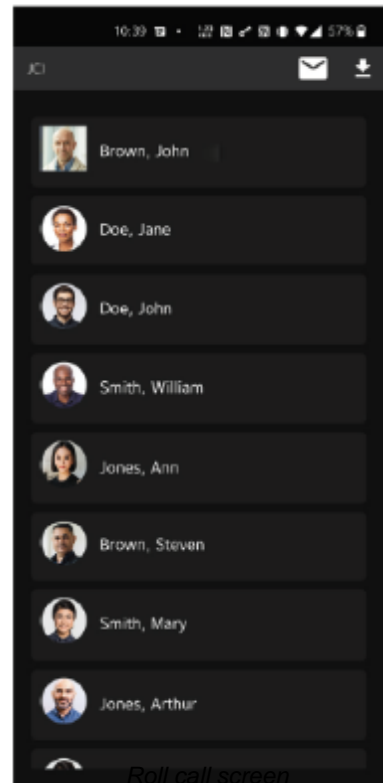 10:39
57%
JCI
Brown, John
Doe, Jane
Doe, John
Smith, William
Jones, Ann
Brown, Steven
Smith, Mary
Jones, Arthur
Roll call screen